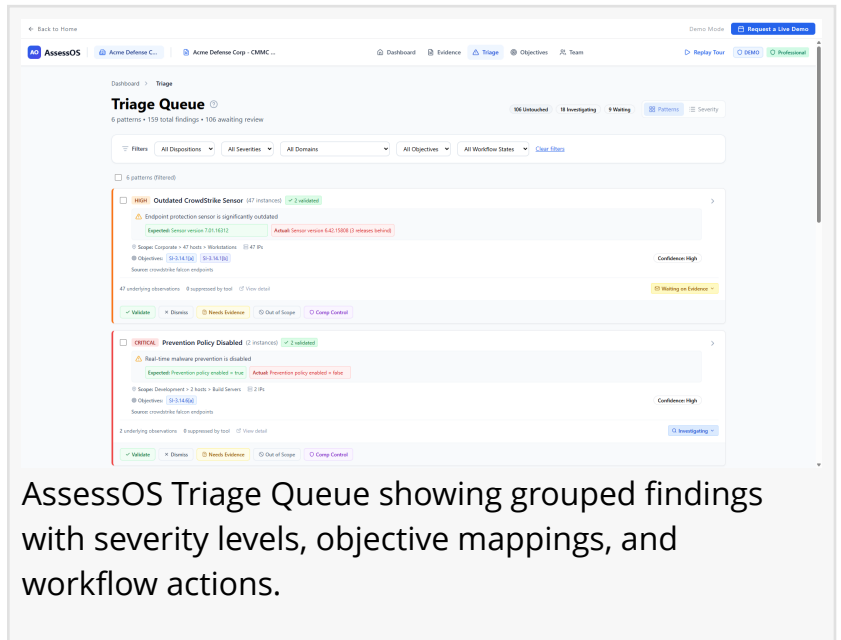 ← Back to Home
Demo Mode
Request a Live Demo
AO AssessOS
Acme Defense C...
Acme Defense Corp - CMMC ...
Dashboard
Evidence
Triage
Objectives
Team
Replay Tour
DEMO
Professional
Dashboard > Triage
Triage Queue
6 patterns • 159 total findings • 106 awaiting review
106 Untouched
18 Investigating
9 Waiting
Patterns
Severity
Filters
All Dispositions
All Severities
All Domains
All Objectives
All Workflow States
Clear filters
6 patterns (filtered)
HIGH Outdated CrowdStrike Sensor (47 instances) ✓ 2 validated
Endpoint protection sensor is significantly outdated
Expected: Sensor version 7.01.16312
Actual: Sensor version 6.42.15806 (3 releases behind)
Scope: Corporate > 47 hosts > Workstations 47 IPs
Objectives: SI-3.14.1[a] SI-3.14.1[b]
Confidence: High
Source: crowdstrike falcon endpoints
47 underlying observations 0 suppressed by tool View detail
Waiting on Evidence
✓ Validate
× Dismiss
Needs Evidence
Out of Scope
Comp Control
CRITICAL Prevention Policy Disabled (2 instances) ✓ 2 validated
Real-time malware prevention is disabled
Expected: Prevention policy enabled = true
Actual: Prevention policy enabled = false
Scope: Development > 2 hosts > Build Servers 2 IPs
Objectives: SI-3.14.6[a]
Confidence: High
Source: crowdstrike falcon endpoints
2 underlying observations 0 suppressed by tool View detail
Investigating
✓ Validate
× Dismiss
Needs Evidence
Out of Scope
Comp Control
AssessOS Triage Queue showing grouped findings
with severity levels, objective mappings, and
workflow actions.